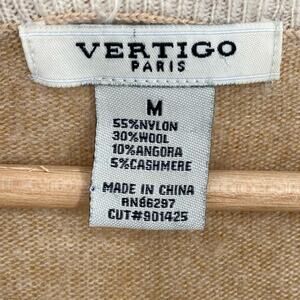 VERTIGO
PARIS
M
55%NYLON
30%WOOL
10%ANGORA
5%CASHMERE
MADE IN CHINA
RN86297
CUT#901425